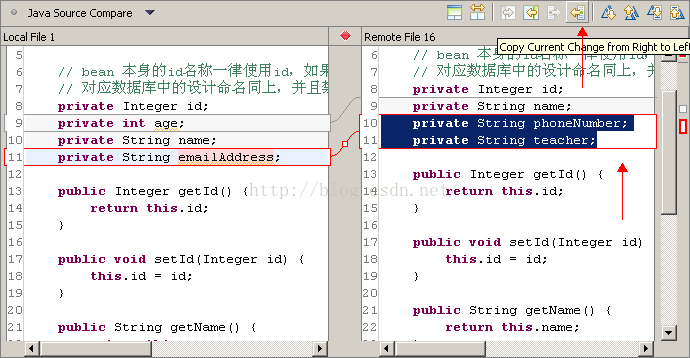 Java Source Compare
Copy Current Change from Right to Left
Local File 1
Remote File 16
5
6 // bean 本身的id名称一律使用id, 如果
7 // 对应数据库中的设计命名同上, 并且数
8 private Integer id;
9 private int age;
10 private String name;
11 private String emailAddress;
12
13 public Integer getId() {
14 return this.id;
15 }
16
17 public void setId(Integer id) {
18 this.id = id;
19 }
20
21 public String getName() {
22
6 // bean 本身的id名称一律使用id,
7 // 对应数据库中的设计命名同上, 并
8 private Integer id;
9 private String name;
10 private String phoneNumber;
11 private String teacher;
12
13 public Integer getId() {
14 return this.id;
15 }
16
17 public void setId(Integer id)
18 this.id = id;
19 }
20
21 public String getName() {
22 return this.name;
23 }
http://blog.csdn.net/